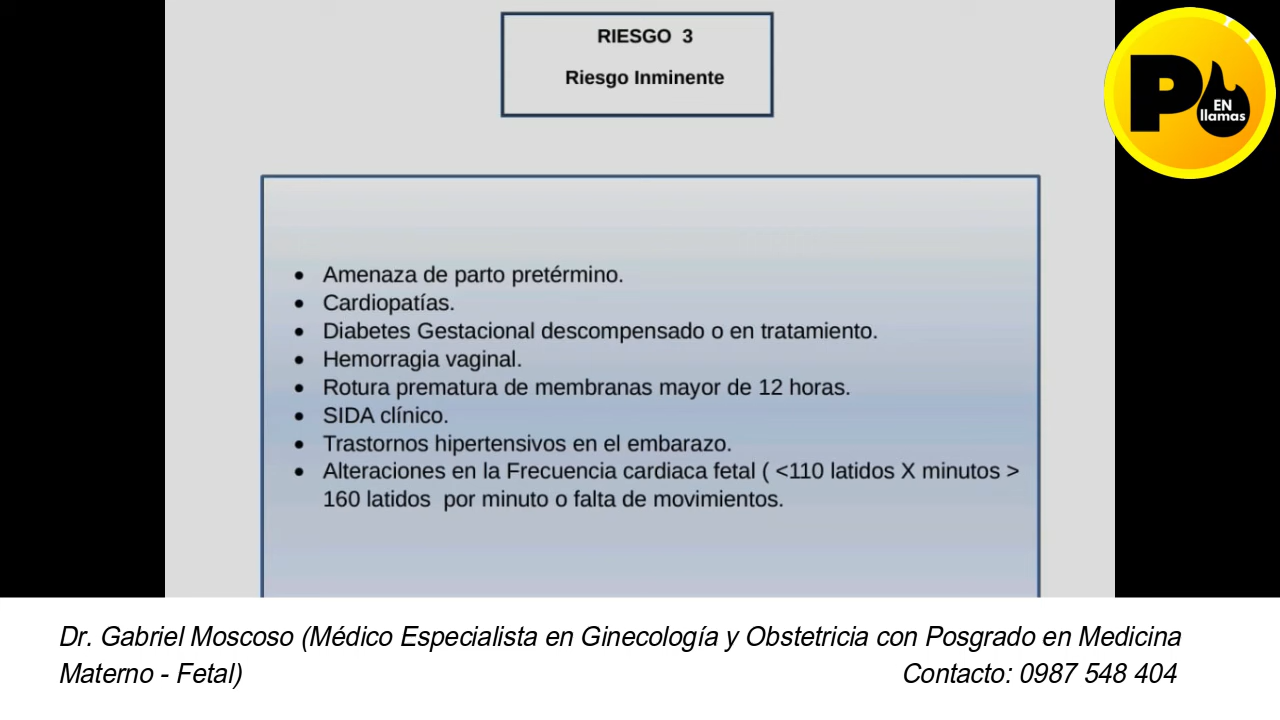 RIESGO 3
Riesgo Inminente
P EN
llamas
• Amenaza de parto pretérmino.
• Cardiopatías.
• Diabetes Gestacional descompensado o en tratamiento.
• Hemorragia vaginal.
• Rotura prematura de membranas mayor de 12 horas.
• SIDA clínico.
• Trastornos hipertensivos en el embarazo.
• Alteraciones en la Frecuencia cardiaca fetal ( <110 latidos X minutos >
160 latidos por minuto o falta de movimientos.
Dr. Gabriel Moscoso (Médico Especialista en Ginecología y Obstetricia con Posgrado en Medicina
Materno - Fetal) Contacto: 0987 548 404